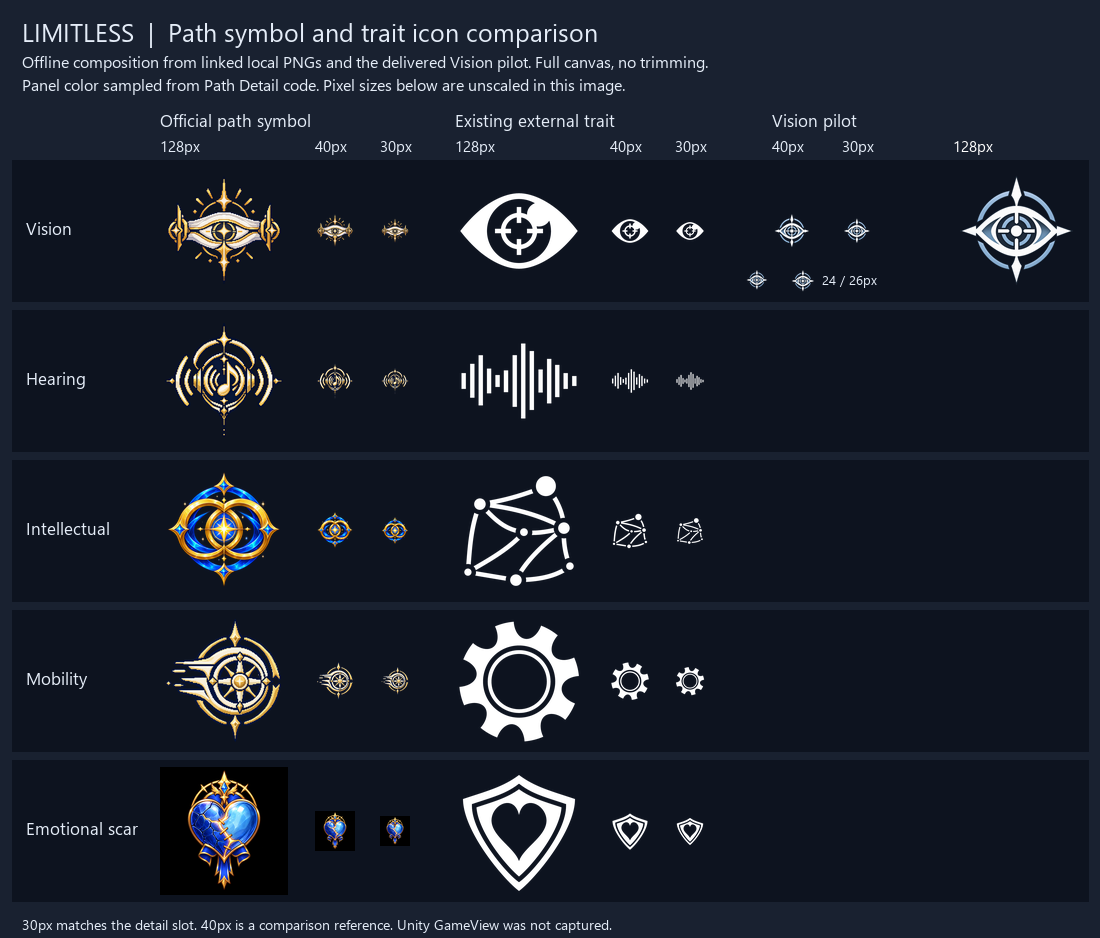 LIMITLESS | Path symbol and trait icon comparison
Offline composition from linked local PNGs and the delivered Vision pilot. Full canvas, no trimming.
Panel color sampled from Path Detail code. Pixel sizes below are unscaled in this image.
Official path symbol Existing external trait Vision pilot
128px 40px 30px 128px 40px 30px 40px 30px 128px
Vision
24 / 26px
Hearing
Intellectual
Mobility
Emotional scar
30px matches the detail slot. 40px is a comparison reference. Unity GameView was not captured.